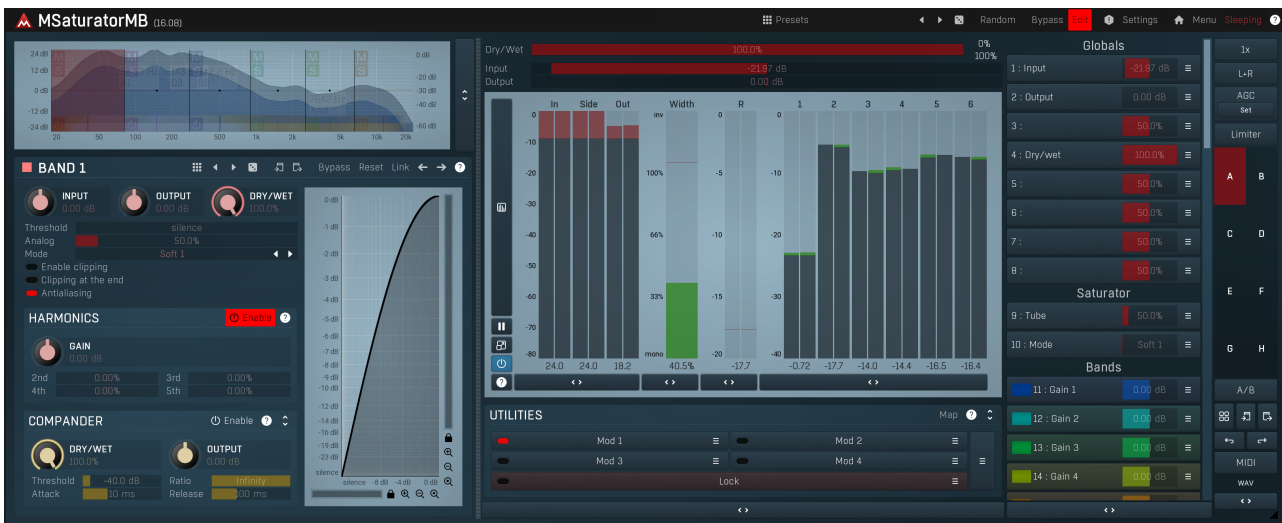 MSaturatorMB (16.08)
Presets
Random Bypass Edit Settings Menu Sleeping ?
24 dB
12 dB
0 dB
-12 dB
-24 dB
0 dB
-20 dB
-30 dB
-40 dB
-60 dB
20 50 100 200 500 1k 2k 5k 10k 20k
BAND 1
Bypass Reset Link ?
INPUT
0.00 dB
OUTPUT
0.00 dB
DRY/WET
100.0%
Threshold silence
Analog 50.0%
Mode Soft 1
Enable clipping
Clipping at the end
Antialiasing
HARMONICS Enable ?
GAIN
0.00 dB
2nd 0.00% 3rd 0.00%
4th 0.00% 5th 0.00%
COMPANDER Enable ?
DRY/WET
100.0%
OUTPUT
0.00 dB
Threshold -40.0 dB Ratio Infinity
Attack 10 ms Release 100 ms
0 dB
-1 dB
-2 dB
-3 dB
-4 dB
-5 dB
-6 dB
-7 dB
-8 dB
-9 dB
-10 dB
-12 dB
-14 dB
-16 dB
-19 dB
-23 dB
silence
silence -8 dB -4 dB 0 dB
Dry/Wet 100.0% 0%
100%
Input -21.97 dB
Output 0.00 dB
In Side Out Width R 1 2 3 4 5 6
0
-10
-20
-30
-40
-50
-60
-70
-80
inv
100%
66%
33%
mono
0
-5
-10
-15
-20
0
-10
-20
-30
-40
24.0 24.0 18.2 40.5% -17.7 -0.72 -17.7 -14.0 -14.4 -16.5 -16.4
?
UTILITIES Map ?
Mod 1 Mod 2
Mod 3 Mod 4
Lock
Globals
1 : Input -21.97 dB
2 : Output 0.00 dB
3 : 50.0%
4 : Dry/wet 100.0%
5 : 50.0%
6 : 50.0%
7 : 50.0%
8 : 50.0%
Saturator
9 : Tube 50.0%
10 : Mode Soft 1
Bands
11 : Gain 1 0.00 dB
12 : Gain 2 0.00 dB
13 : Gain 3 0.00 dB
14 : Gain 4 0.00 dB
1x
L+R
AGC
Set
Limiter
A B
C D
E F
G H
A/B
MIDI
WAV